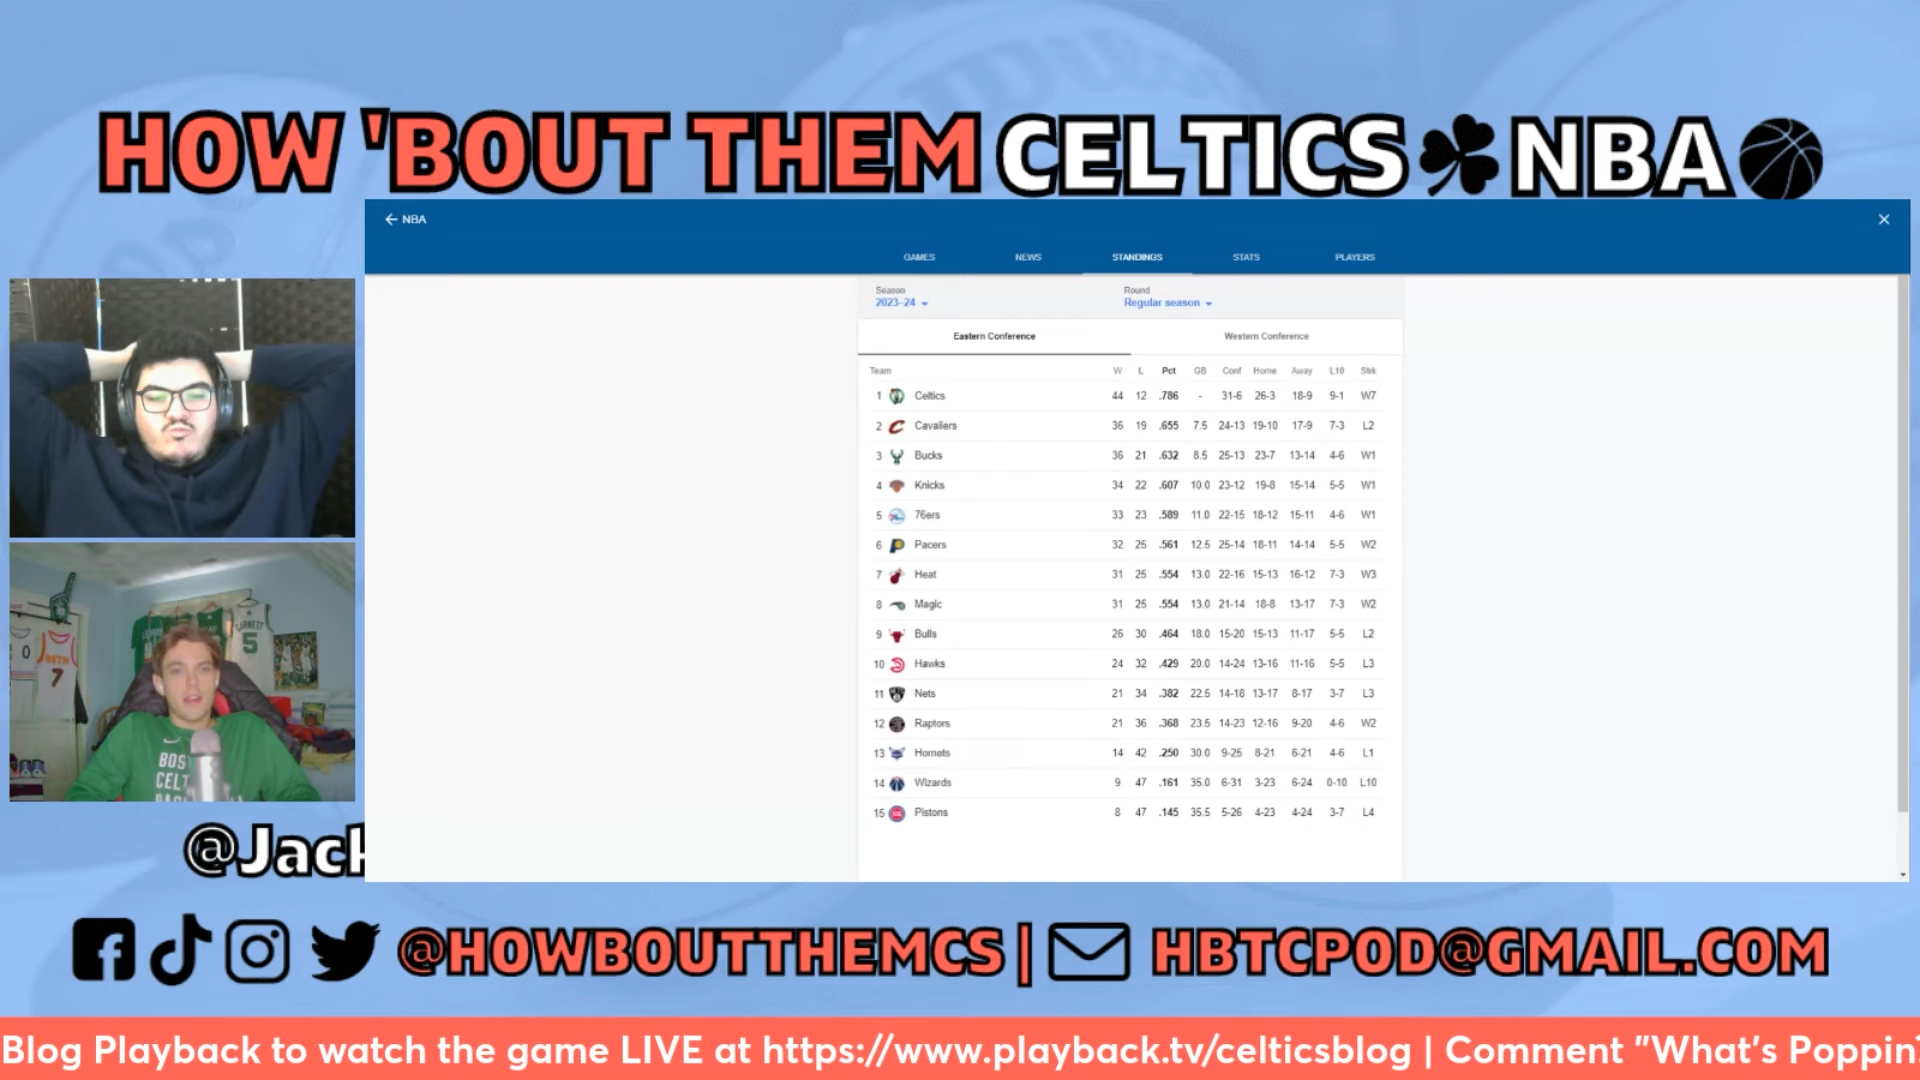 HOW 'BOUT THEM CELTICS NBA
← NBA ×
GAMES NEWS STANDINGS STATS PLAYERS
Season Round
2023–24 Regular season
Eastern Conference Western Conference
Team W L Pct GB Conf Home Away L10 Strk
1 Celtics 44 12 .786 - 31-6 26-3 18-9 9-1 W7
2 Cavaliers 36 19 .655 7.5 24-13 19-10 17-9 7-3 L2
3 Bucks 36 21 .632 8.5 25-13 23-7 13-14 4-6 W1
4 Knicks 34 22 .607 10.0 23-12 19-8 15-14 5-5 W1
5 76ers 33 23 .589 11.0 22-15 18-12 15-11 4-6 W1
6 Pacers 32 25 .561 12.5 25-14 18-11 14-14 5-5 W2
7 Heat 31 25 .554 13.0 22-16 15-13 16-12 7-3 W3
8 Magic 31 25 .554 13.0 21-14 18-8 13-17 7-3 W2
9 Bulls 26 30 .464 18.0 15-20 15-13 11-17 5-5 L2
10 Hawks 24 32 .429 20.0 14-24 13-16 11-16 5-5 L3
11 Nets 21 34 .382 22.5 14-18 13-17 8-17 3-7 L3
12 Raptors 21 36 .368 23.5 14-23 12-16 9-20 4-6 W2
13 Hornets 14 42 .250 30.0 9-25 8-21 6-21 4-6 L1
14 Wizards 9 47 .161 35.0 6-31 3-23 6-24 0-10 L10
15 Pistons 8 47 .145 35.5 5-26 4-23 4-24 3-7 L4
GARNETT
5
0
7
BOS
CELT
@Jack
@HOWBOUTTHEMCS | HBTCPOD@GMAIL.COM
Blog Playback to watch the game LIVE at https://www.playback.tv/celticsblog | Comment "What's Poppin